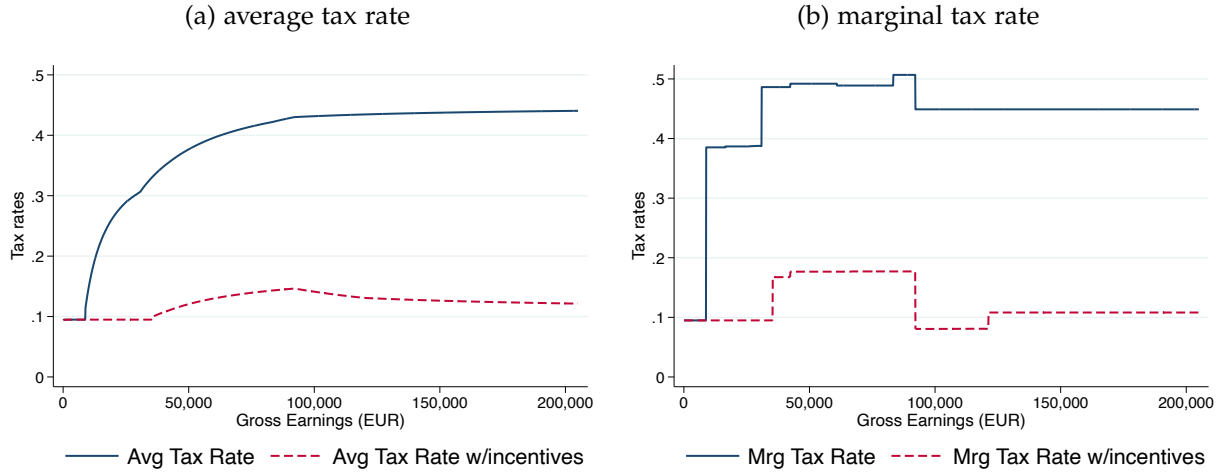 (a) average tax rate
.5
.4
.3
.2
.1
0
Tax rates
0 50,000 100,000 150,000 200,000
Gross Earnings (EUR)
Avg Tax Rate Avg Tax Rate w/incentives
(b) marginal tax rate
.5
.4
.3
.2
.1
0
Tax rates
0 50,000 100,000 150,000 200,000
Gross Earnings (EUR)
Mrg Tax Rate Mrg Tax Rate w/incentives